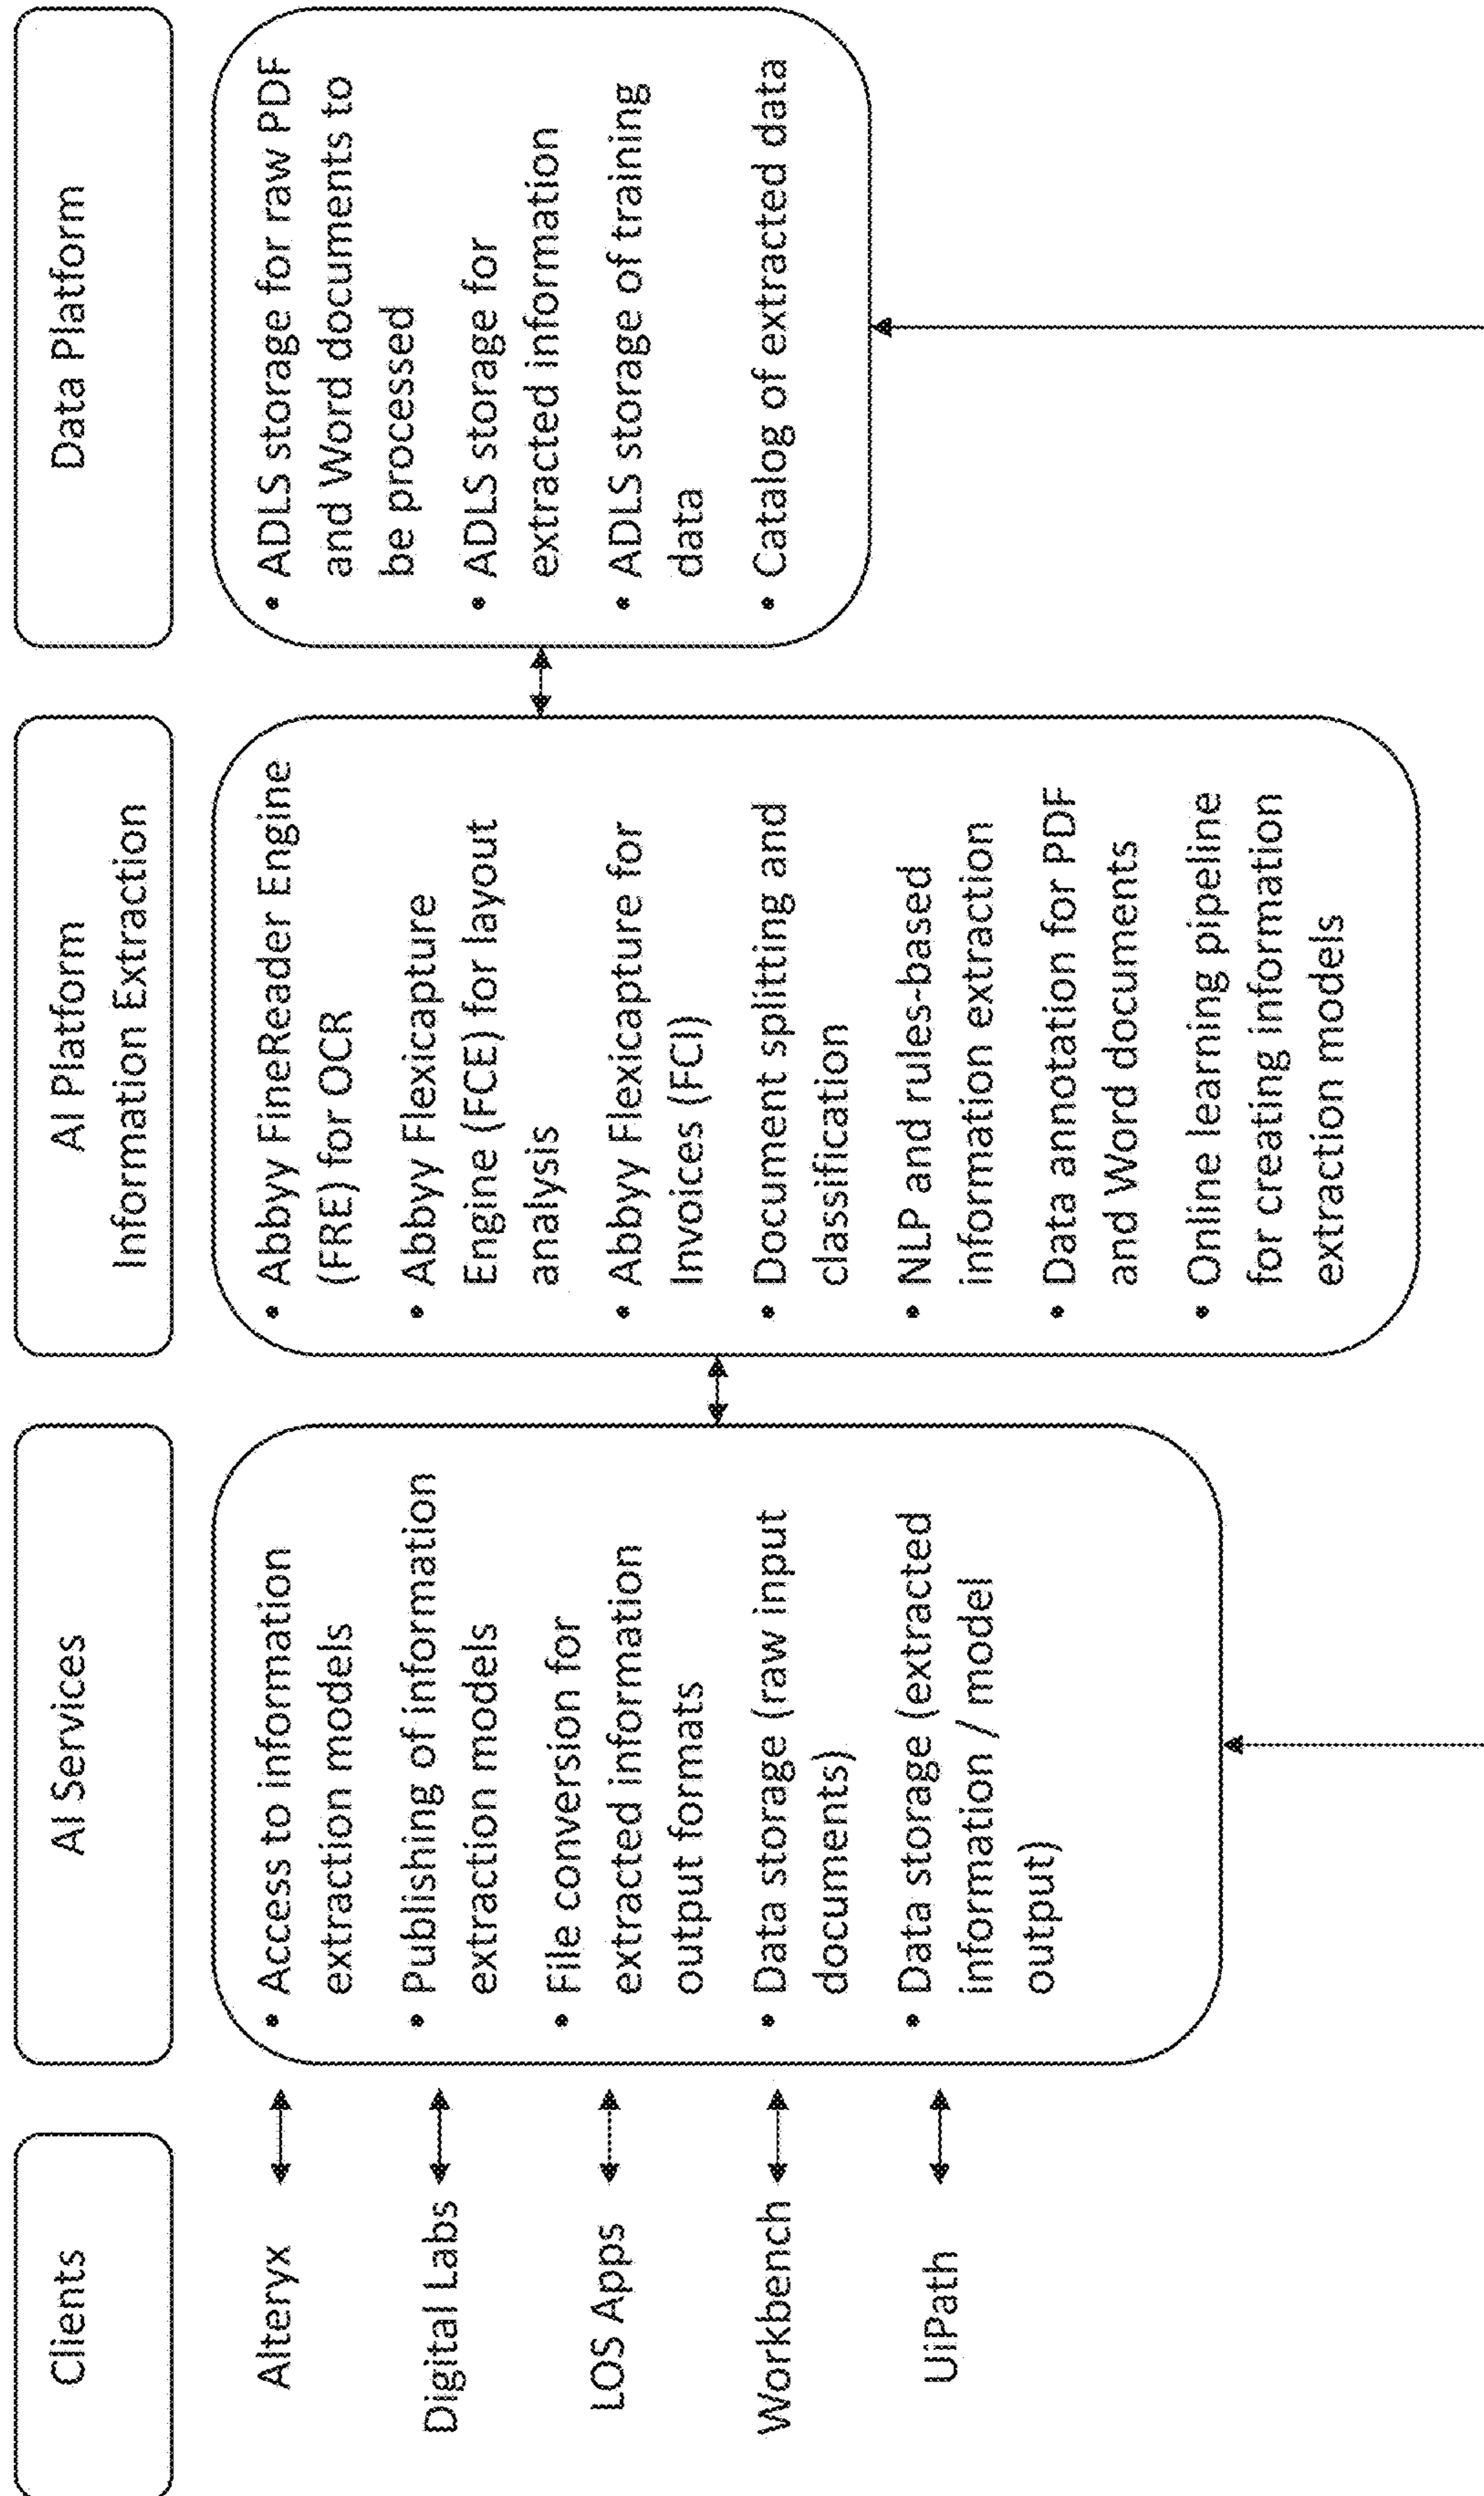 Clients
Alteryx
Digital Labs
LOS Apps
Workbench
UiPath
AI Services
• Access to information
extraction models
• Publishing of information
extraction models
• File conversion for
extracted information
output formats
• Data storage (raw input
documents)
• Data storage (extracted
information / model
output)
AI Platform
Information Extraction
• Abbyy FineReader Engine
(FRE) for OCR
• Abbyy Flexicapture
Engine (FCE) for layout
analysis
• Abbyy Flexicapture for
Invoices (FCI)
• Document splitting and
classification
• NLP and rules-based
information extraction
• Data annotation for PDF
and Word documents
• Online learning pipeline
for creating information
extraction models
Data Platform
• ADLS storage for raw PDF
and Word documents to
be processed
• ADLS storage for
extracted information
• ADLS storage of training
data
• Catalog of extracted data